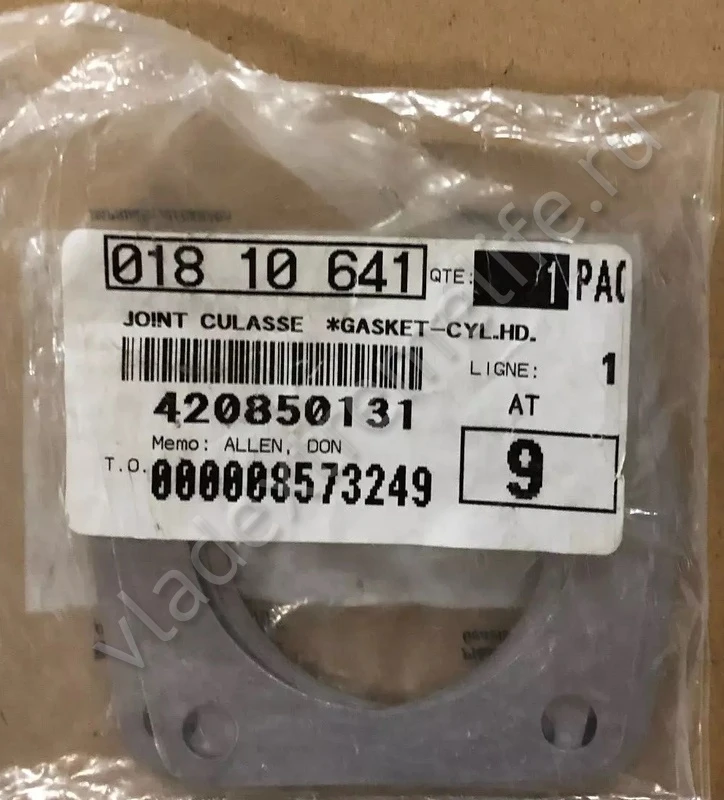 018 10 641 QTE: 1 PAC
JOINT CULASSE *GASKET-CYL.HD.
LIGNE: 1
420850131 AT
Memo: ALLEN, DON
T.O. 000008573249 9